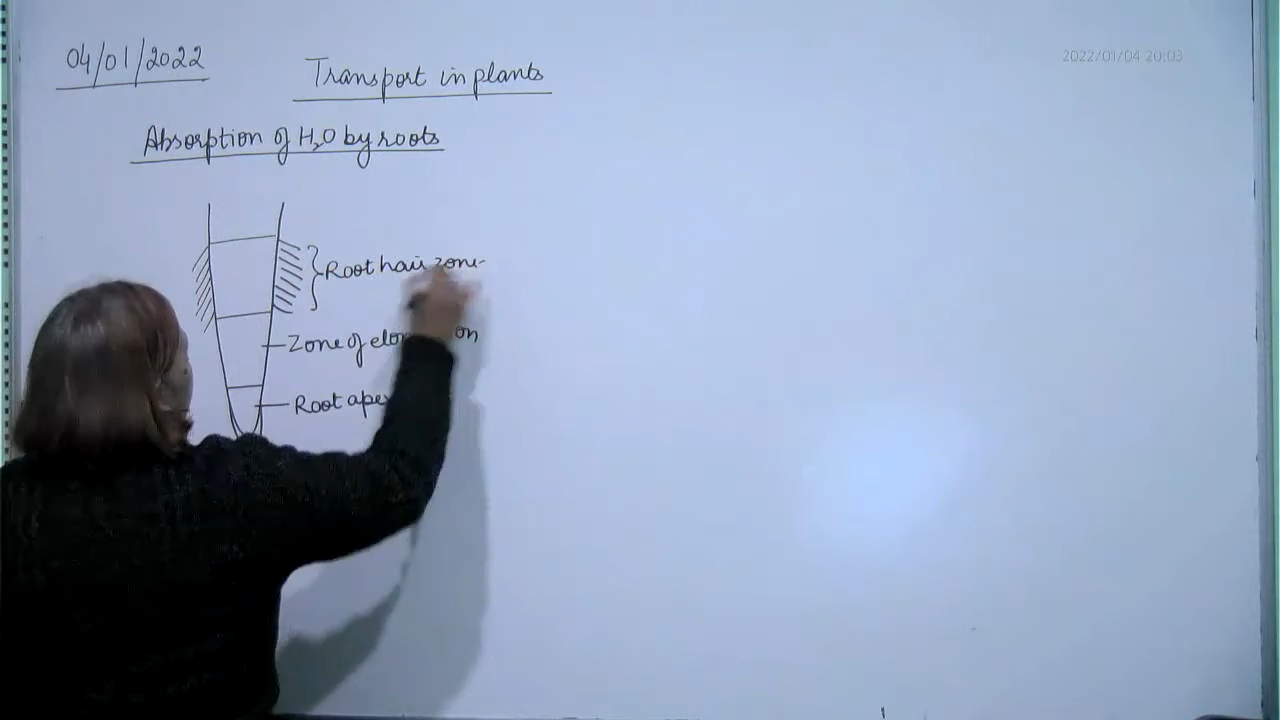 04/01/2022
2022/01/04 20:03
Transport in plants
Absorption of H₂O by roots
Root hair zone
Zone of
Root